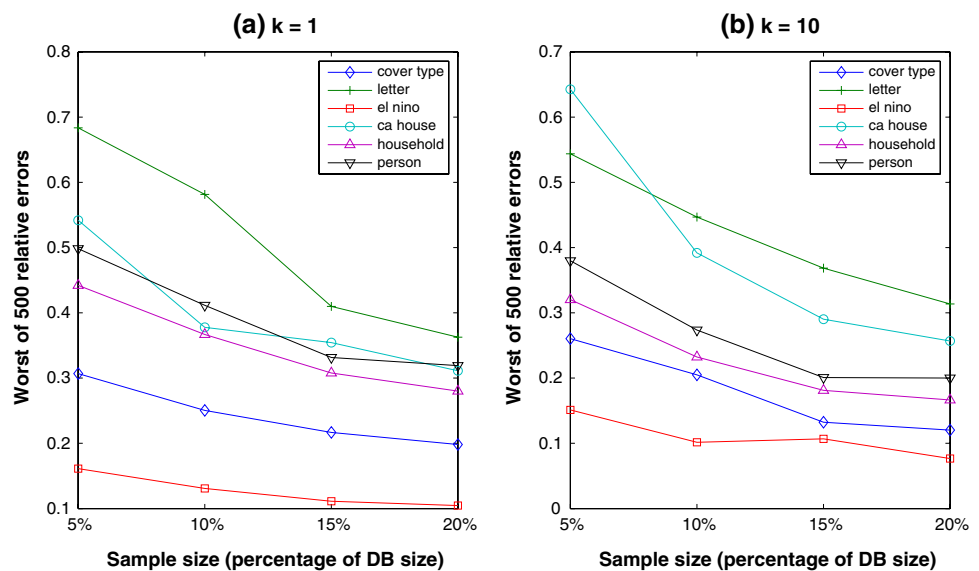 (a) k = 1
0.8
0.7
0.6
0.5
0.4
0.3
0.2
0.1
Worst of 500 relative errors
cover type
letter
el nino
ca house
household
person
5% 10% 15% 20%
Sample size (percentage of DB size)
(b) k = 10
0.7
0.6
0.5
0.4
0.3
0.2
0.1
0
Worst of 500 relative errors
cover type
letter
el nino
ca house
household
person
5% 10% 15% 20%
Sample size (percentage of DB size)